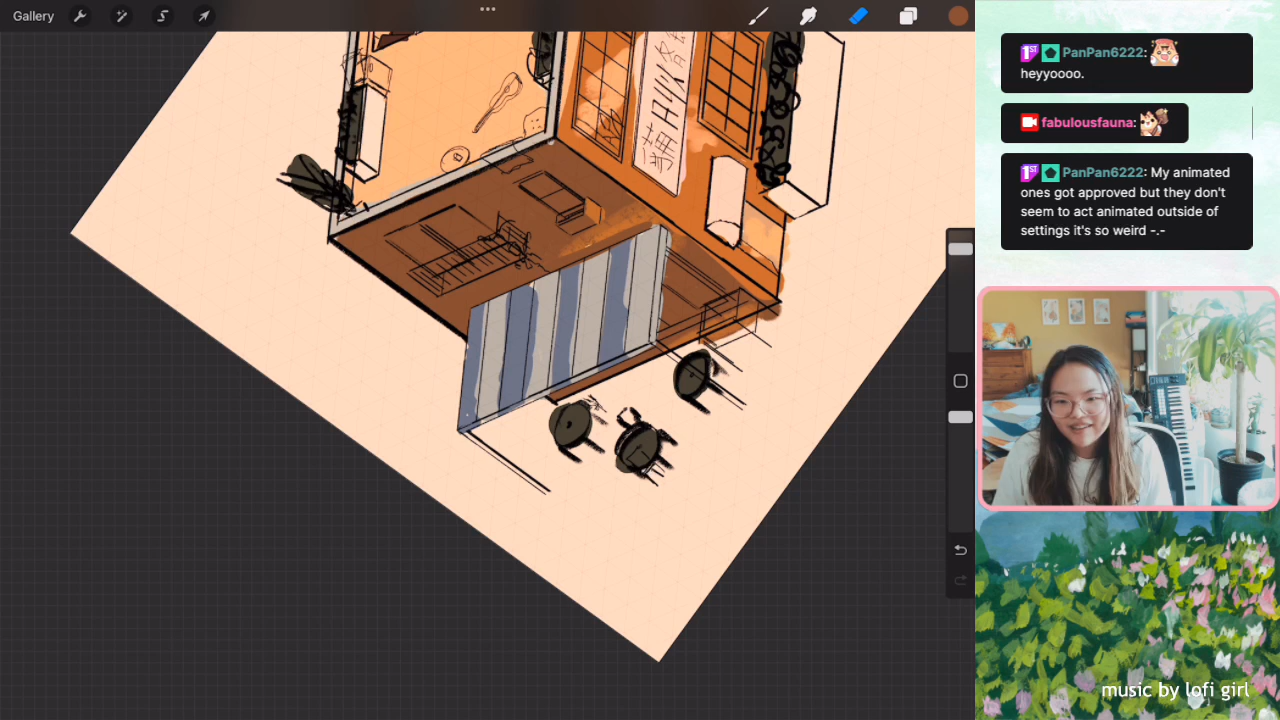 Gallery
PanPan6222:
heyyoooo.
fabulousfauna:
PanPan6222: My animated
ones got approved but they don't
seem to act animated outside of
settings it's so weird -.-
music by lofi girl